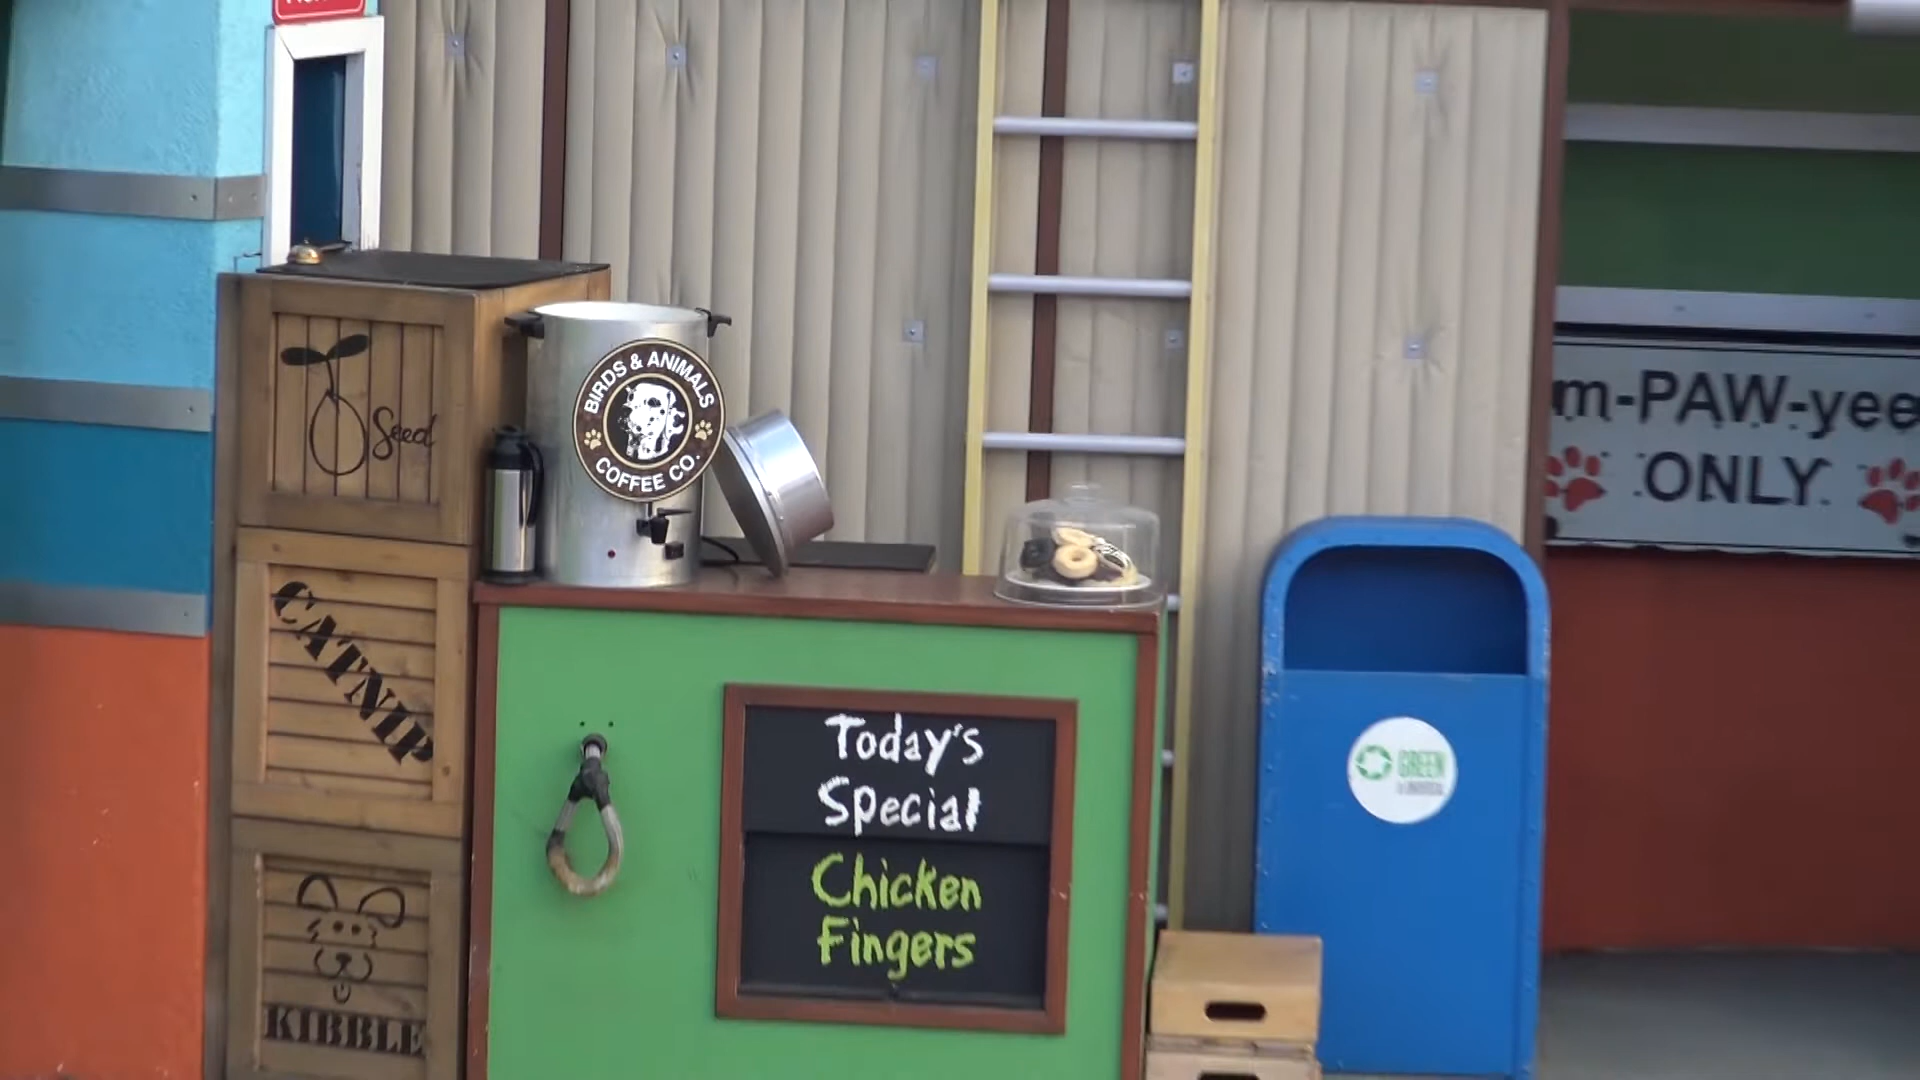 Seed
CATNIP
KIBBLE
BIRDS & ANIMALS
COFFEE CO.
Today's
Special
Chicken
Fingers
GREEN
m-PAW-yee
ONLY